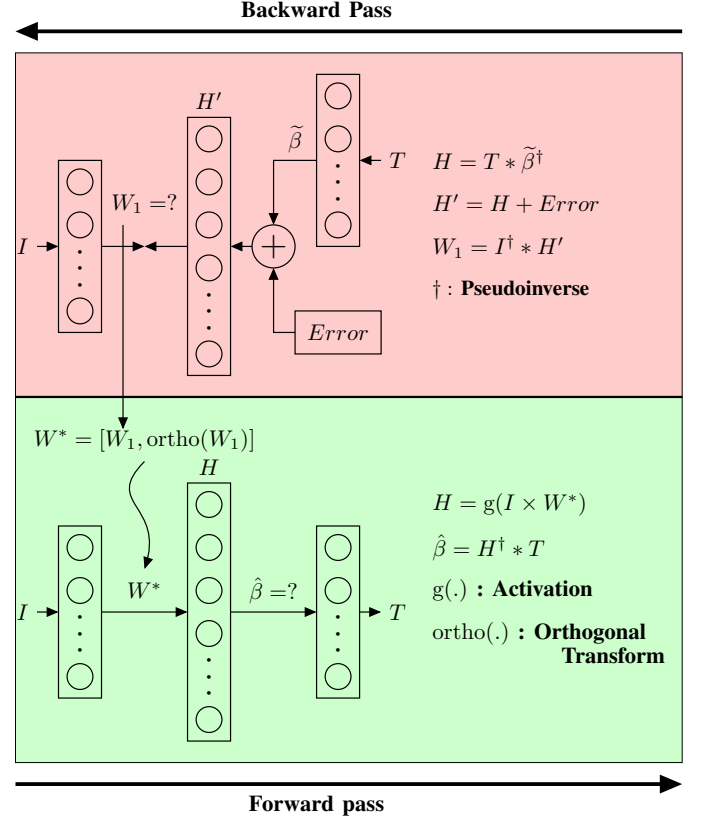 Backward Pass
H′
β̃
T
W₁ =?
I
Error
H = T ∗ β̃†
H′ = H + Error
W₁ = I† ∗ H′
† : Pseudoinverse
W* = [W₁, ortho(W₁)]
H
I
W*
β̂ =?
T
H = g(I × W*)
β̂ = H† ∗ T
g(.) : Activation
ortho(.) : Orthogonal
Transform
Forward pass